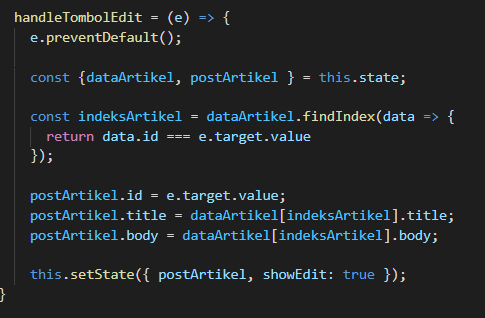 handleTombolEdit = (e) => {
e.preventDefault();
const {dataArtikel, postArtikel } = this.state;
const indeksArtikel = dataArtikel.findIndex(data => {
return data.id === e.target.value
});
postArtikel.id = e.target.value;
postArtikel.title = dataArtikel[indeksArtikel].title;
postArtikel.body = dataArtikel[indeksArtikel].body;
this.setState({ postArtikel, showEdit: true });
}